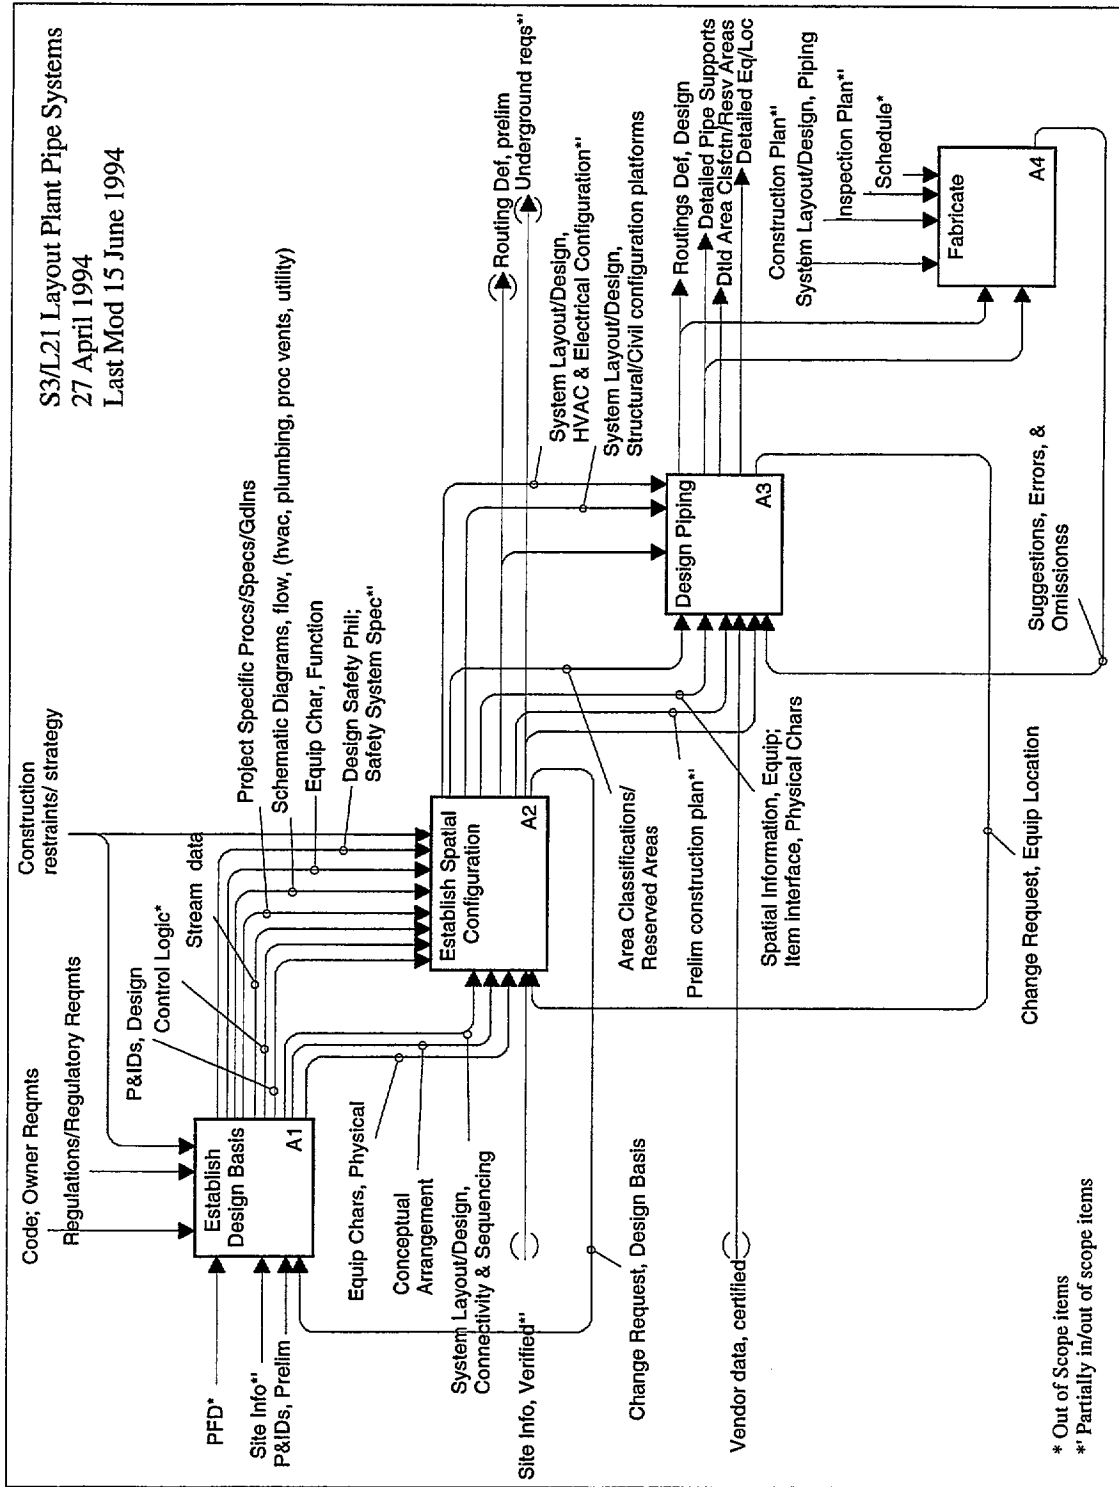 S3/L21 Layout Plant Pipe Systems
27 April 1994
Last Mod 15 June 1994
Code; Owner Reqmts
Regulations/Regulatory Reqmts
Construction
restraints/ strategy
P&IDs, Design
Control Logic*
Stream data
Project Specific Procs/Specs/Gdlns
Schematic Diagrams, flow, (hvac, plumbing, proc vents, utility)
Equip Char, Function
Design Safety Phil;
Safety System Spec*'
PFD*
Site Info*'
P&IDs, Prelim
Establish
Design Basis
A1
Equip Chars, Physical
Conceptual
Arrangement
System Layout/Design,
Connectivity & Sequencing
Site Info, Verified*'
Change Request, Design Basis
Establish Spatial
Configuration
A2
Routing Def, prelim
Underground reqs*'
System Layout/Design,
HVAC & Electrical Configuration*'
System Layout/Design,
Structural/Civil configuration platforms
Area Classifications/
Reserved Areas
Prelim construction plan*'
Spatial Information, Equip;
Item interface, Physical Chars
Vendor data, certified
Design Piping
A3
Routings Def, Design
Detailed Pipe Supports
Dtld Area Clsfctn/Resv Areas
Detailed Eq/Loc
Construction Plan*'
System Layout/Design, Piping
Inspection Plan*'
Schedule*
Fabricate
A4
Change Request, Equip Location
Suggestions, Errors, &
Omissionss
* Out of Scope items
*' Partially in/out of scope items